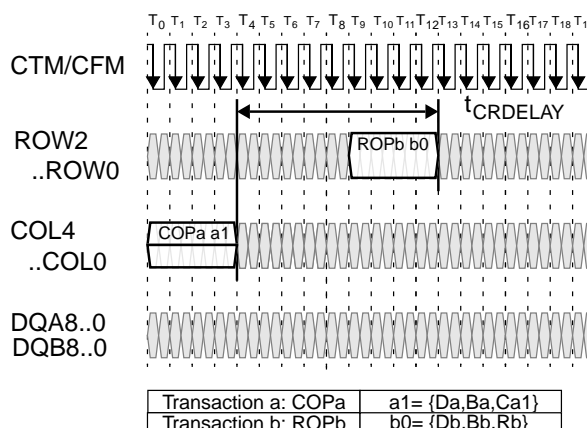 T0 T1 T2 T3 T4 T5 T6 T7 T8 T9 T10 T11 T12 T13 T14 T15 T16 T17 T18 T1
CTM/CFM
tCRDELAY
ROW2
..ROW0
ROPb b0
COL4
..COL0
COPa a1
DQA8..0
DQB8..0
Transaction a: COPa a1= {Da,Ba,Ca1}
Transaction b: ROPb b0= {Db,Bb,Rb}